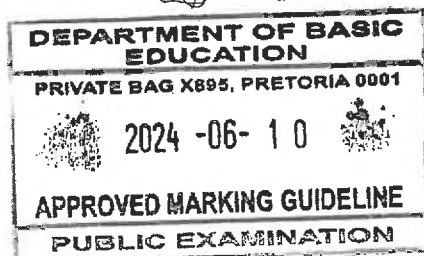 DEPARTMENT OF BASIC
EDUCATION
PRIVATE BAG X895, PRETORIA 0001
2024 -06- 10
APPROVED MARKING GUIDELINE
PUBLIC EXAMINATION